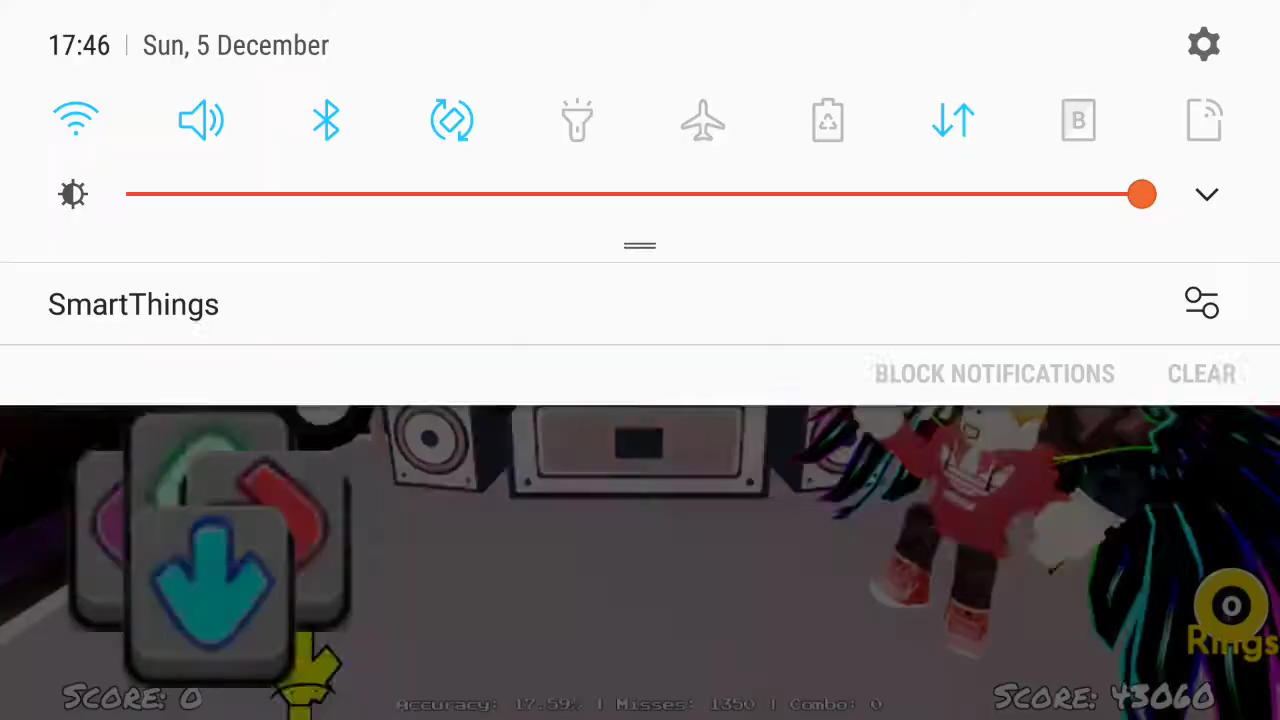 17:46 | Sun, 5 December
B
SmartThings
BLOCK NOTIFICATIONS CLEAR
0
Rings
Score: 0
Accuracy: 17.59% | Misses: 1350 | Combo: 0
Score: 43060